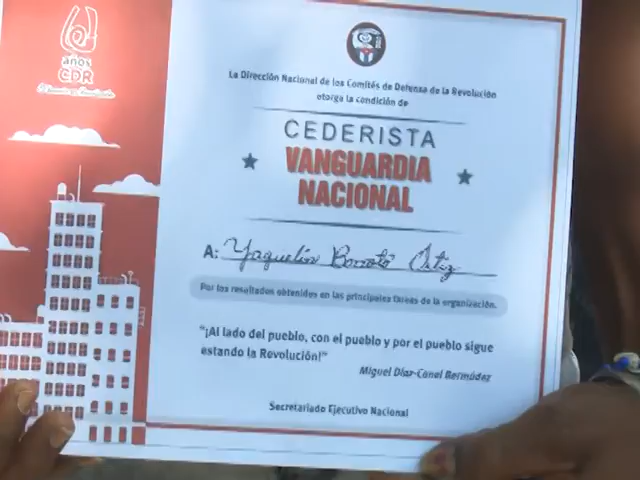 años
CDR
La Dirección Nacional de los Comités de Defensa de la Revolución
otorga la condición de
CEDERISTA
VANGUARDIA
NACIONAL
A: Yaquelin Borroto Ortiz
Por los resultados obtenidos en las principales tareas de la organización.
"¡Al lado del pueblo, con el pueblo y por el pueblo sigue
estando la Revolución!"
Miguel Díaz-Canel Bermúdez
Secretariado Ejecutivo Nacional